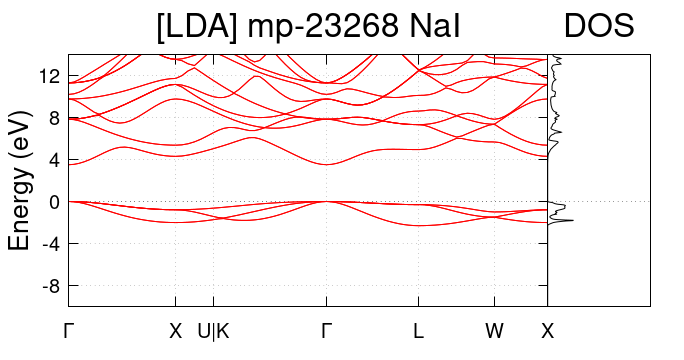 [LDA] mp-23268 NaI
DOS
Energy (eV)
12
8
4
0
-4
-8
Γ X U|K Γ L W X